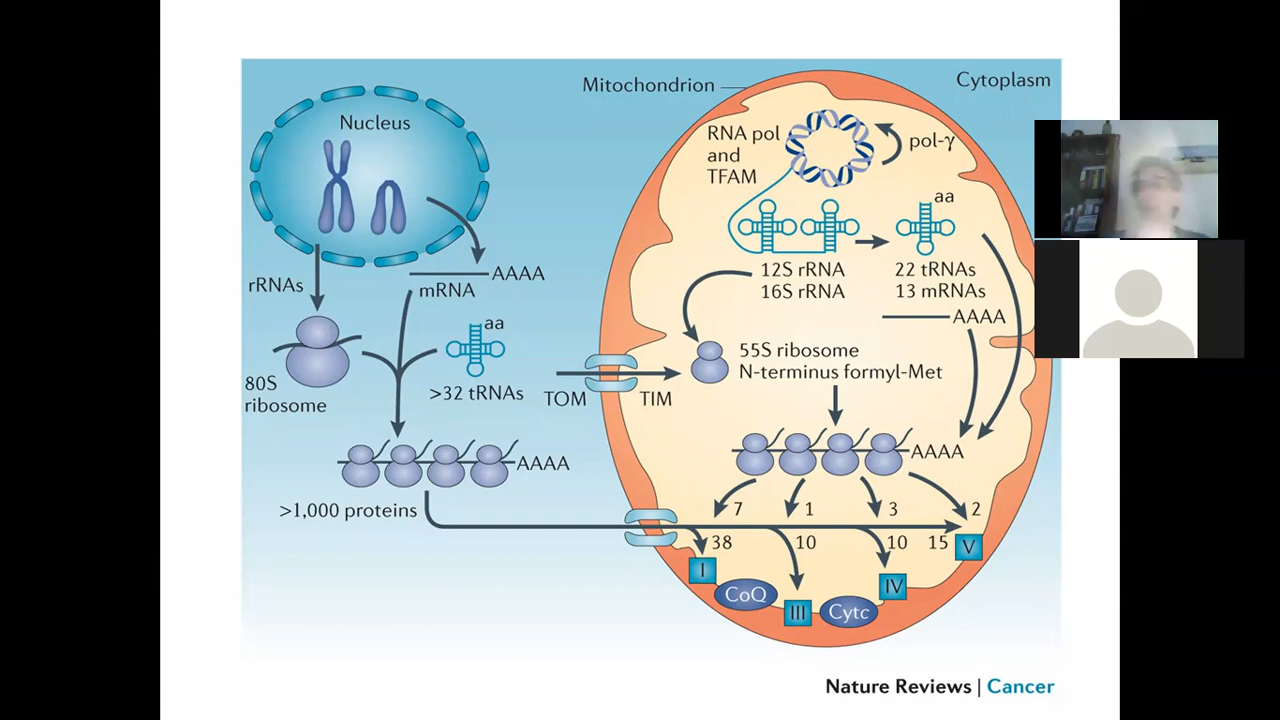 Mitochondrion
Cytoplasm
Nucleus
RNA pol
and
TFAM
pol-γ
aa
AAAA
mRNA
rRNAs
12S rRNA
16S rRNA
22 tRNAs
13 mRNAs
AAAA
aa
80S
ribosome
>32 tRNAs
TOM
TIM
55S ribosome
N-terminus formyl-Met
AAAA
AAAA
>1,000 proteins
7
1
3
2
38
10
10
15
I
CoQ
III
Cytc
IV
V
Nature Reviews | Cancer